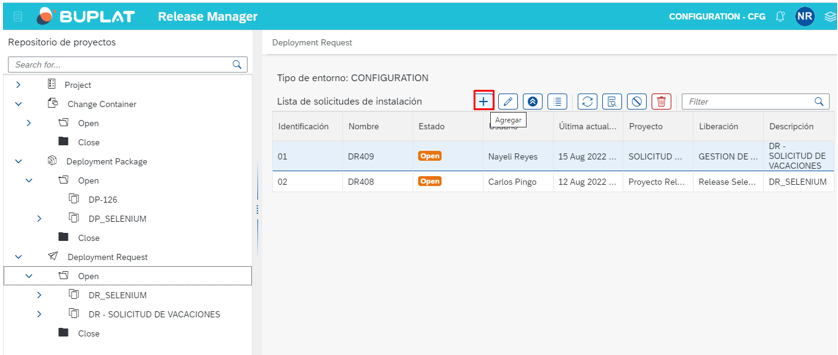 BUPLAT Release Manager CONFIGURATION - CFG NR
Repositorio de proyectos
Search for...
Project
Change Container
Open
Close
Deployment Package
Open
DP-126
DP_SELENIUM
Close
Deployment Request
Open
DR_SELENIUM
DR - SOLICITUD DE VACACIONES
Close
Deployment Request
Tipo de entorno: CONFIGURATION
Lista de solicitudes de instalación
Filter
Agregar
Identificación Nombre Estado Última actual... Proyecto Liberación Descripción
01 DR409 Open Nayeli Reyes 15 Aug 2022 ... SOLICITUD ... GESTION DE ... DR -
SOLICITUD DE
VACACIONES
02 DR408 Open Carlos Pingo 12 Aug 2022 ... Proyecto Rel... Release Sele... DR_SELENIUM